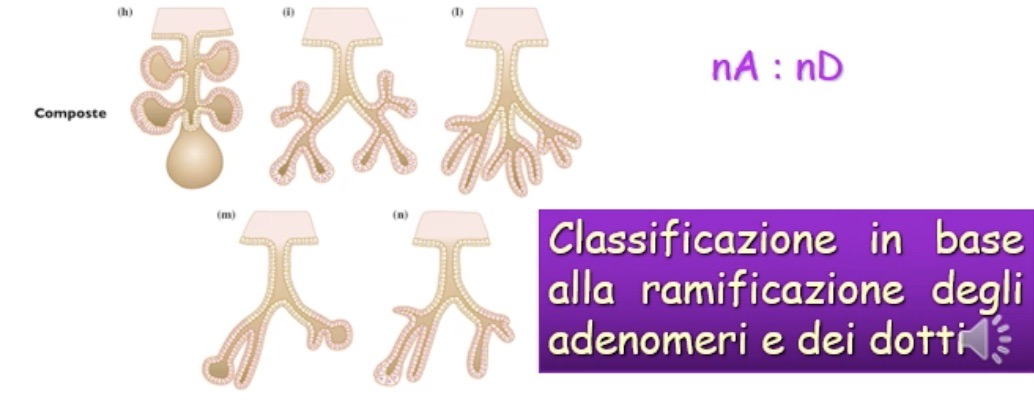 (h)
(i)
(l)
nA : nD
Composte
(m)
(n)
Classificazione in base
alla ramificazione degli
adenomeri e dei dotti